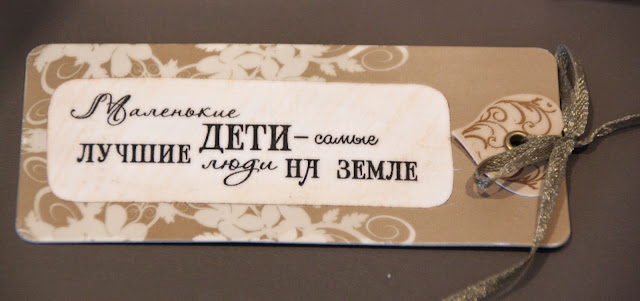 Маленькие
ДЕТИ – самые
ЛУЧШИЕ люди НА ЗЕМЛЕ